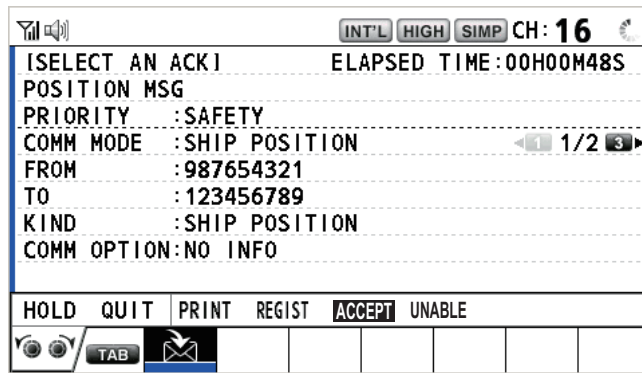 INT'L HIGH SIMP CH:16
[SELECT AN ACK] ELAPSED TIME:00H00M48S
POSITION MSG
PRIORITY :SAFETY
COMM MODE :SHIP POSITION 1 1/2 3
FROM :987654321
TO :123456789
KIND :SHIP POSITION
COMM OPTION:NO INFO
HOLD QUIT PRINT REGIST ACCEPT UNABLE
TAB